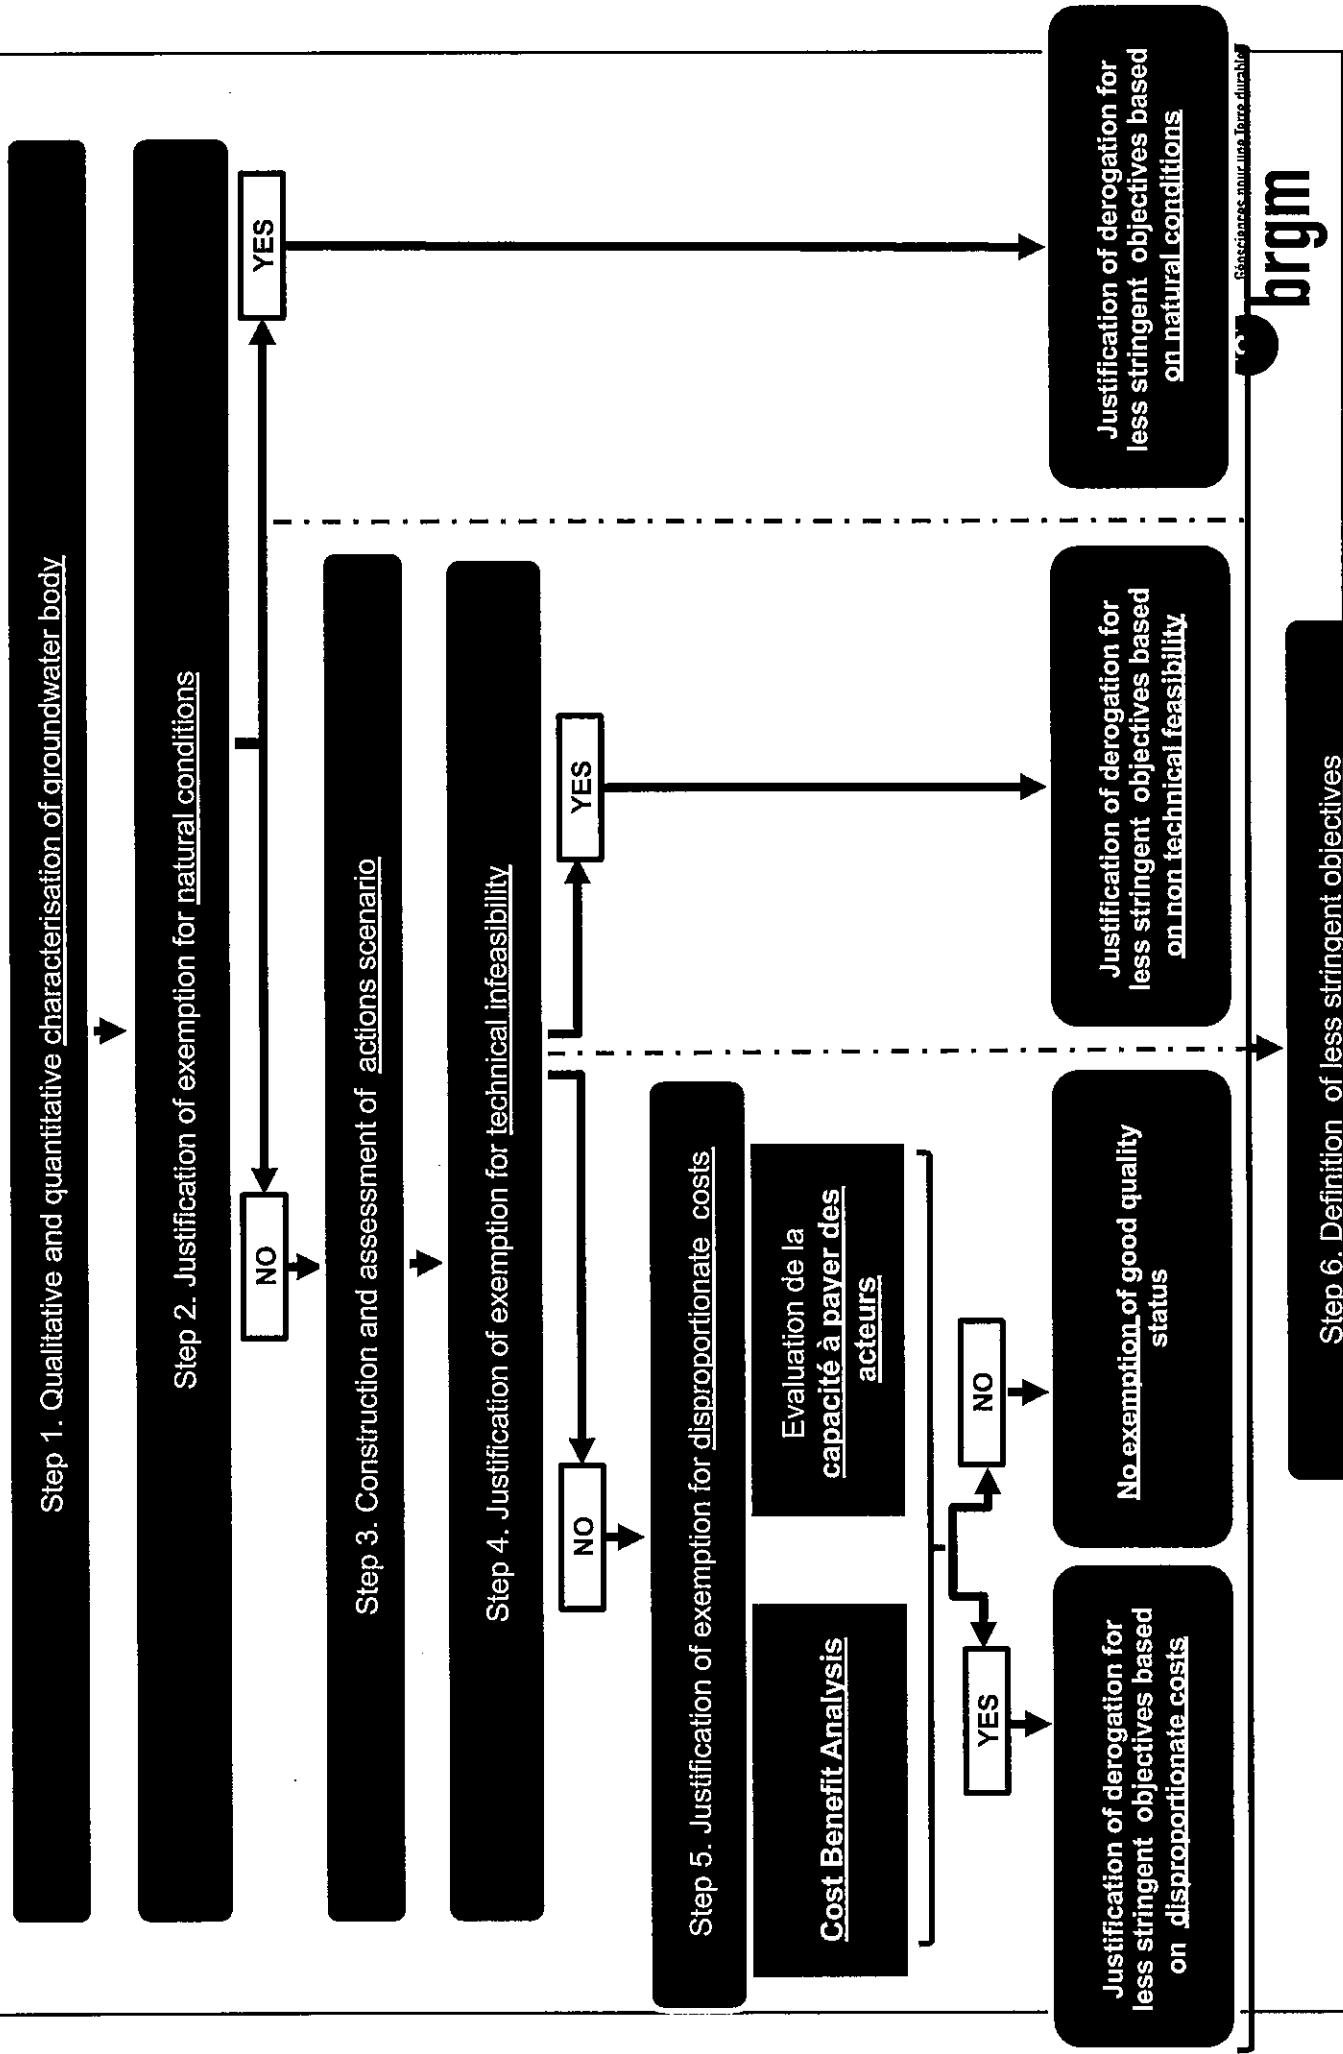 Step 1. Qualitative and quantitative characterisation of groundwater body
Step 2. Justification of exemption for natural conditions
NO
YES
Step 3. Construction and assessment of actions scenario
Step 4. Justification of exemption for technical infeasibility
NO
YES
Step 5. Justification of exemption for disproportionate costs
Cost Benefit Analysis
Evaluation de la
capacité à payer des
acteurs
YES
NO
Justification of derogation for
less stringent objectives based
on disproportionate costs
No exemption of good quality
status
Justification of derogation for
less stringent objectives based
on non technical feasibility
Justification of derogation for
less stringent objectives based
on natural conditions
Géosciences pour une Terre durable
brgm
Step 6. Definition of less stringent objectives